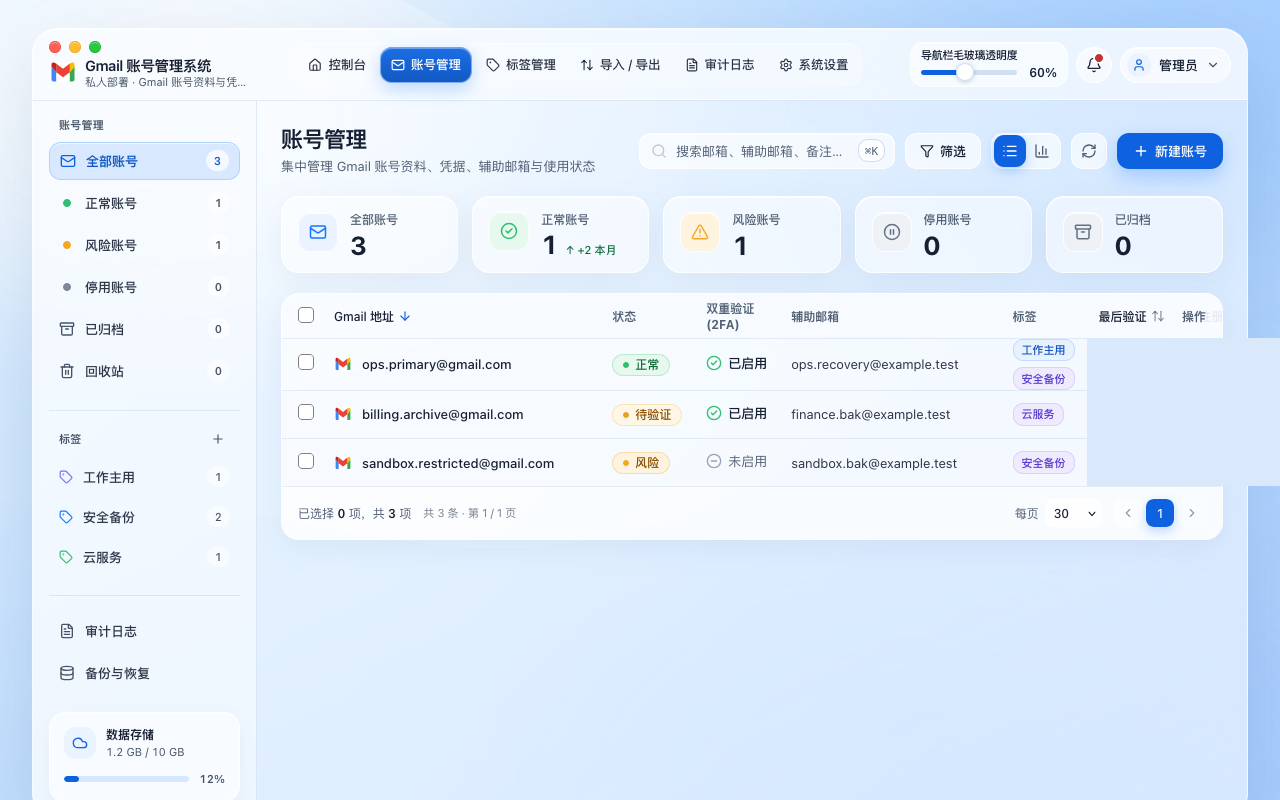 Gmail 账号管理系统
私人部署 · Gmail 账号资料与凭...
控制台
账号管理
标签管理
导入 / 导出
审计日志
系统设置
导航栏毛玻璃透明度
60%
管理员
账号管理
全部账号 3
正常账号 1
风险账号 1
停用账号 0
已归档 0
回收站 0
标签
工作主用 1
安全备份 2
云服务 1
审计日志
备份与恢复
数据存储
1.2 GB / 10 GB
12%
账号管理
集中管理 Gmail 账号资料、凭据、辅助邮箱与使用状态
搜索邮箱、辅助邮箱、备注... ⌘K
筛选
新建账号
全部账号
3
正常账号
1 ↑ +2 本月
风险账号
1
停用账号
0
已归档
0
Gmail 地址 ↓ 状态 双重验证 (2FA) 辅助邮箱 标签 最后验证 操作
ops.primary@gmail.com 正常 已启用 ops.recovery@example.test 工作主用 安全备份
billing.archive@gmail.com 待验证 已启用 finance.bak@example.test 云服务
sandbox.restricted@gmail.com 风险 未启用 sandbox.bak@example.test 安全备份
已选择 0 项，共 3 项 共 3 条 · 第 1 / 1 页
每页 30 1